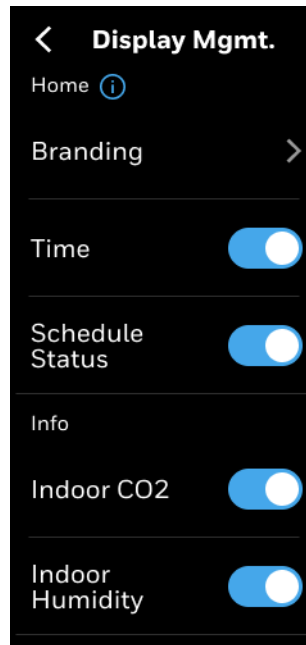 Display Mgmt.
Home
Branding
Time
Schedule
Status
Info
Indoor CO2
Indoor
Humidity